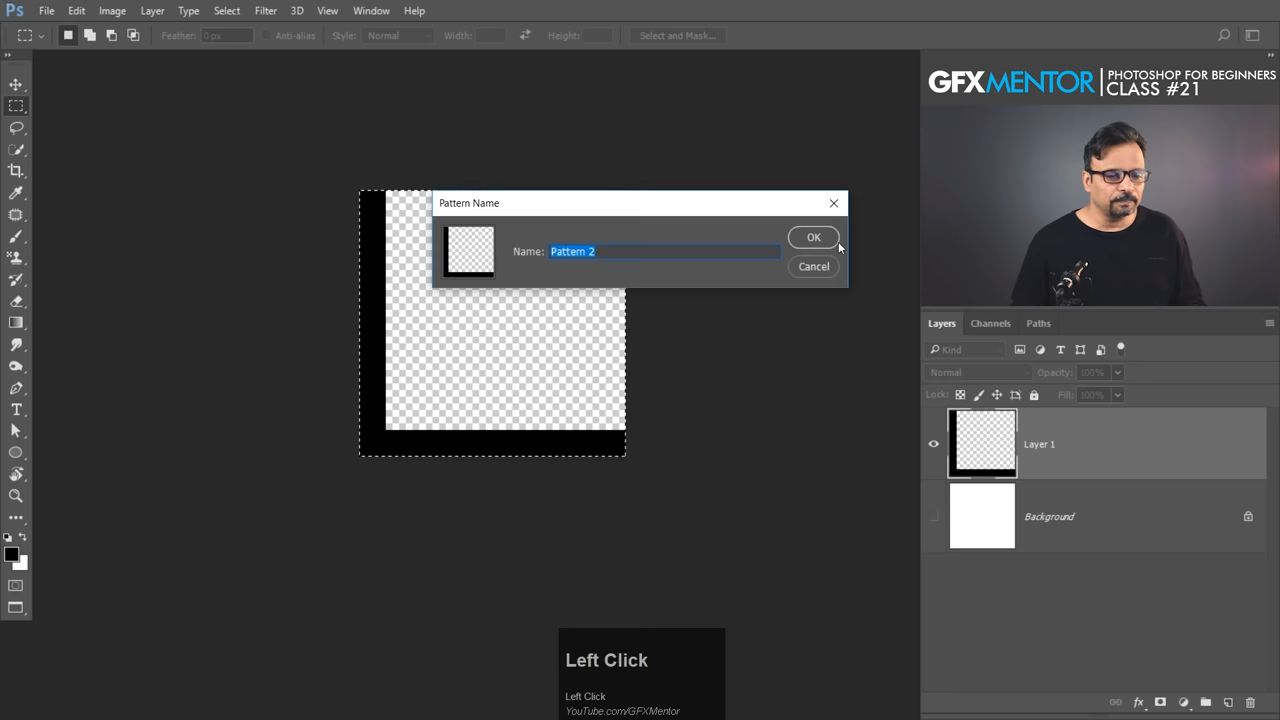 Ps File Edit Image Layer Type Select Filter 3D View Window Help
Feather: 0 px Anti-alias Style: Normal Width: Height: Select and Mask...
GFXMENTOR PHOTOSHOP FOR BEGINNERS
CLASS #21
Pattern Name
OK
Name: Pattern 2
Cancel
Layers Channels Paths
Kind
Normal Opacity: 100%
Lock: Fill: 100%
Layer 1
Background
Left Click
Left Click
YouTube.com/GFXMentor